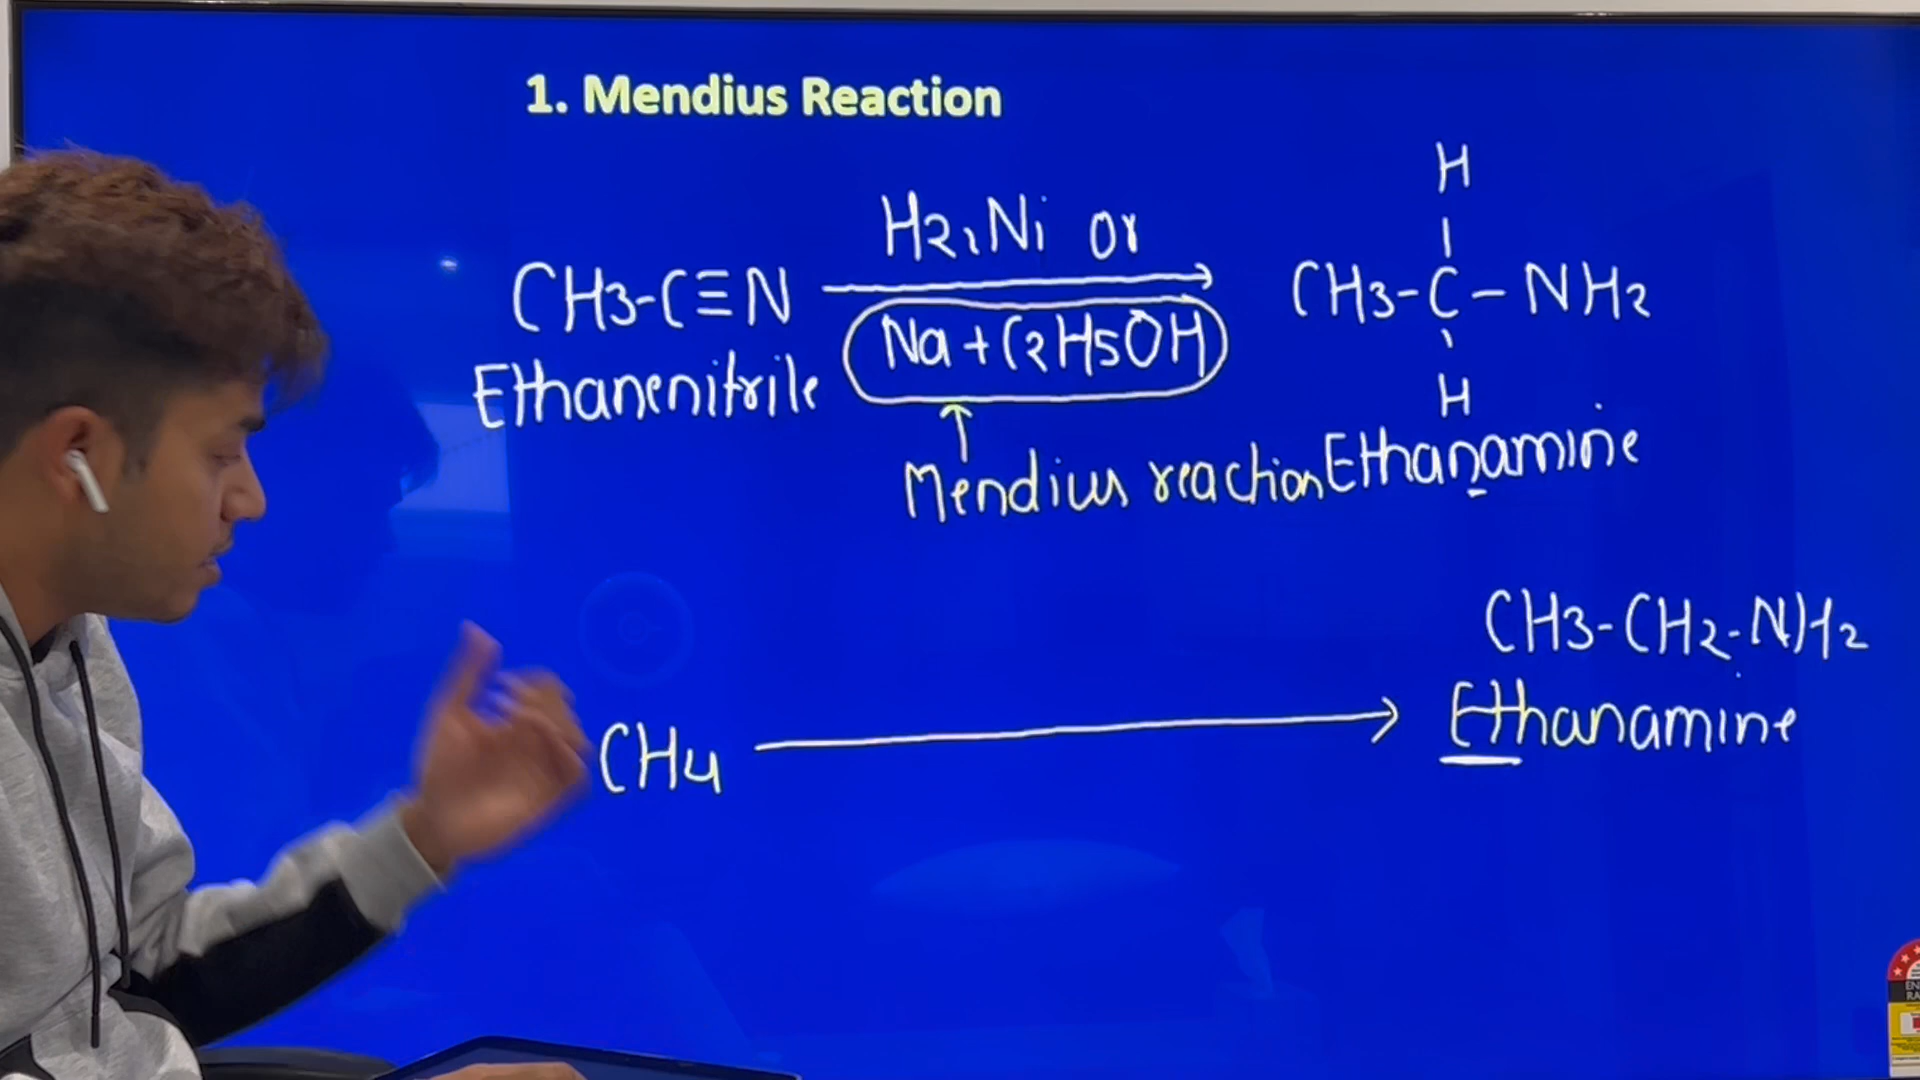 1. Mendius Reaction
H
H2, Ni or
CH3-C≡N
CH3-C-NH2
Na + C2H5OH
Ethanenitrile
H
Mendius reaction
Ethanamine
CH3-CH2-NH2
CH4
Ethanamine